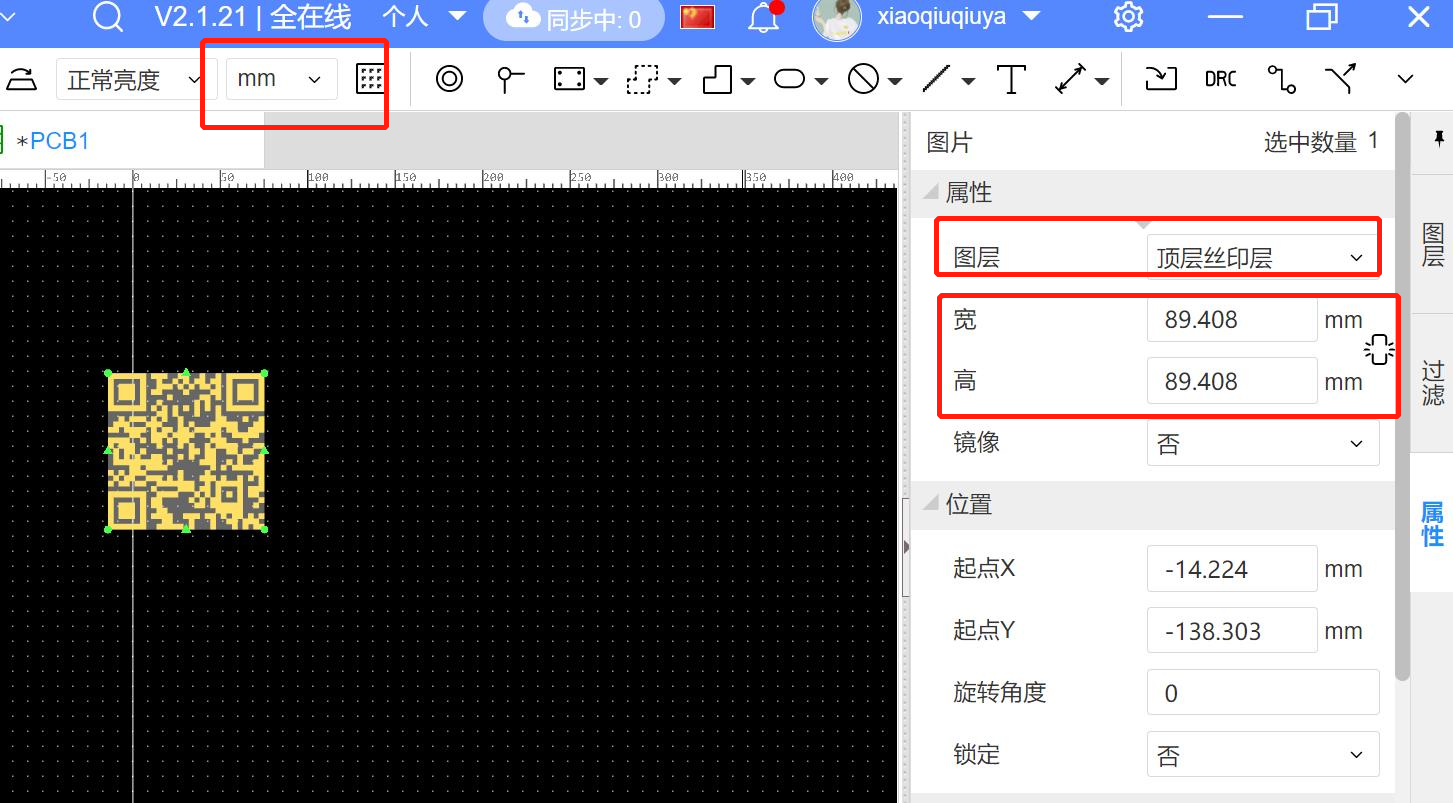 V2.1.21 | 全在线 个人 同步中: 0 xiaoqiuqiuya
正常亮度 mm T DRC
*PCB1
-50 0 50 100 150 200 250 300 350 400
图片 选中数量 1
属性
图层 顶层丝印层
宽 89.408 mm
高 89.408 mm
镜像 否
位置
起点X -14.224 mm
起点Y -138.303 mm
旋转角度 0
锁定 否
图层
过滤
属性